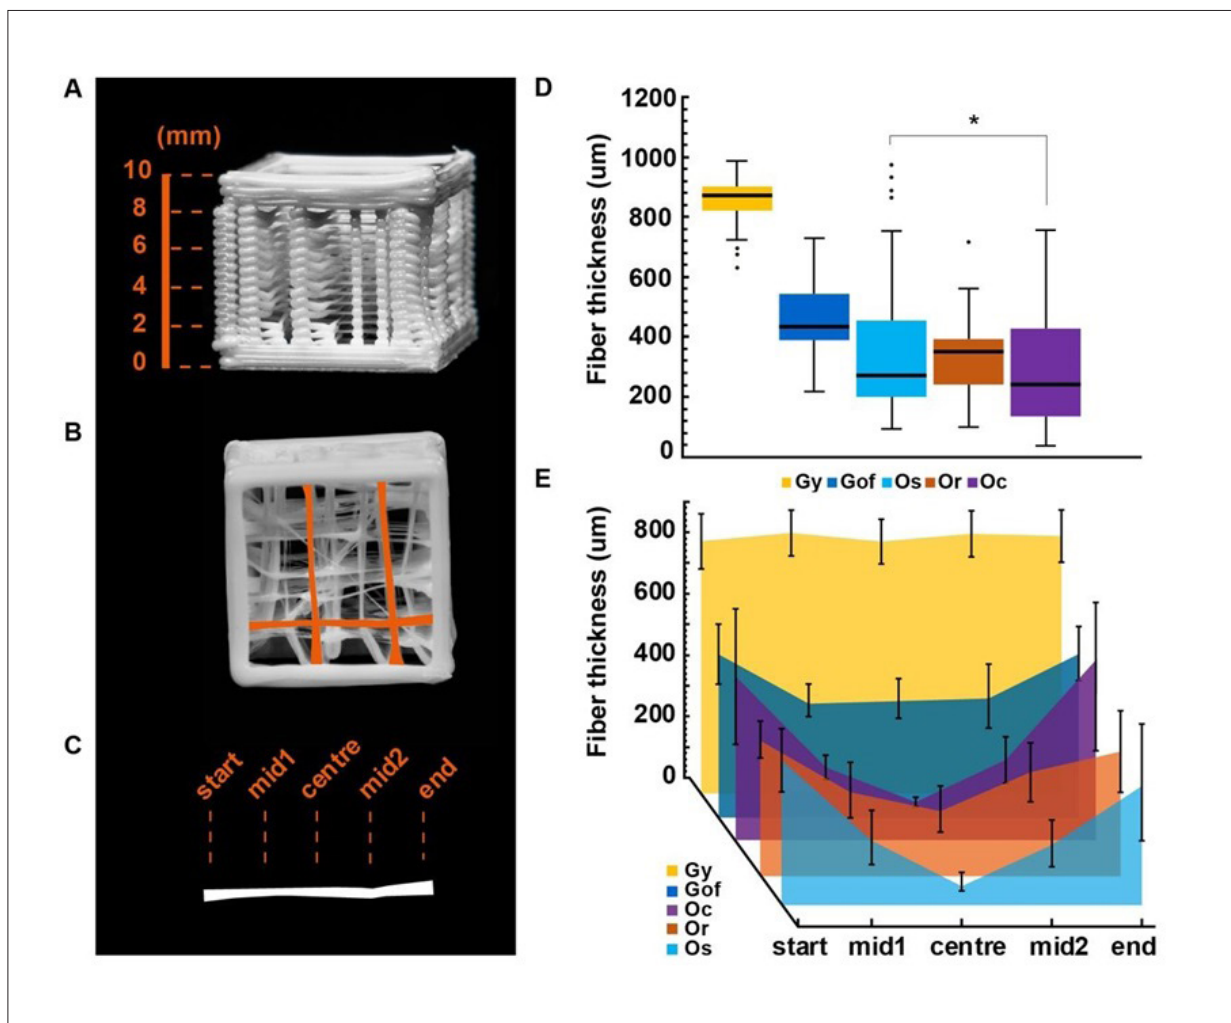 A
(mm)
10
8
6
4
2
0
B
C
start
mid1
centre
mid2
end
D
Fiber thickness (um)
1200
1000
800
600
400
200
0
*
Gy Gof Os Or Oc
E
Fiber thickness (um)
800
600
400
200
0
Gy
Gof
Oc
Or
Os
start mid1 centre mid2 end